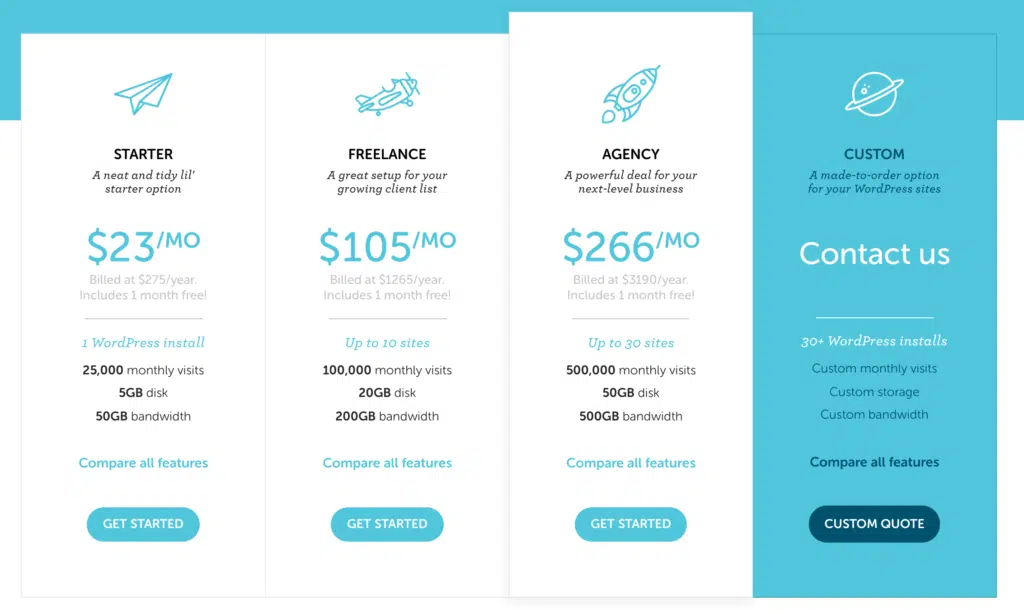 STARTER
A neat and tidy lil'
starter option
$23/MO
Billed at $275/year.
Includes 1 month free!
1 WordPress install
25,000 monthly visits
5GB disk
50GB bandwidth
Compare all features
GET STARTED
FREELANCE
A great setup for your
growing client list
$105/MO
Billed at $1265/year.
Includes 1 month free!
Up to 10 sites
100,000 monthly visits
20GB disk
200GB bandwidth
Compare all features
GET STARTED
AGENCY
A powerful deal for your
next-level business
$266/MO
Billed at $3190/year.
Includes 1 month free!
Up to 30 sites
500,000 monthly visits
50GB disk
500GB bandwidth
Compare all features
GET STARTED
CUSTOM
A made-to-order option
for your WordPress sites
Contact us
30+ WordPress installs
Custom monthly visits
Custom storage
Custom bandwidth
Compare all features
CUSTOM QUOTE